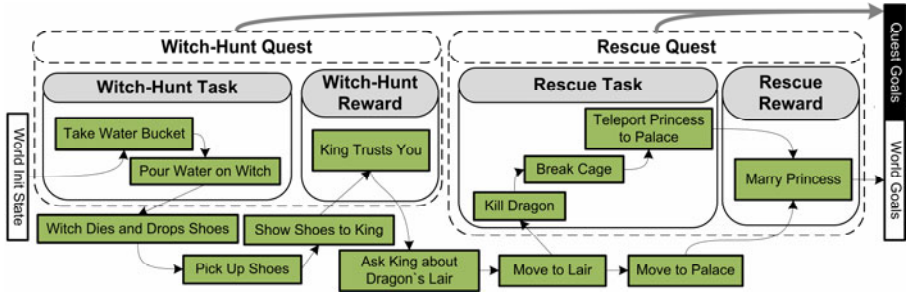 Witch-Hunt Quest
Rescue Quest
Quest Goals
Witch-Hunt Task
Witch-Hunt
Reward
Rescue Task
Rescue
Reward
World Init State
Take Water Bucket
Pour Water on Witch
King Trusts You
Teleport Princess
to Palace
Break Cage
Kill Dragon
Marry Princess
World Goals
Witch Dies and Drops Shoes
Show Shoes to King
Pick Up Shoes
Ask King about
Dragon`s Lair
Move to Lair
Move to Palace